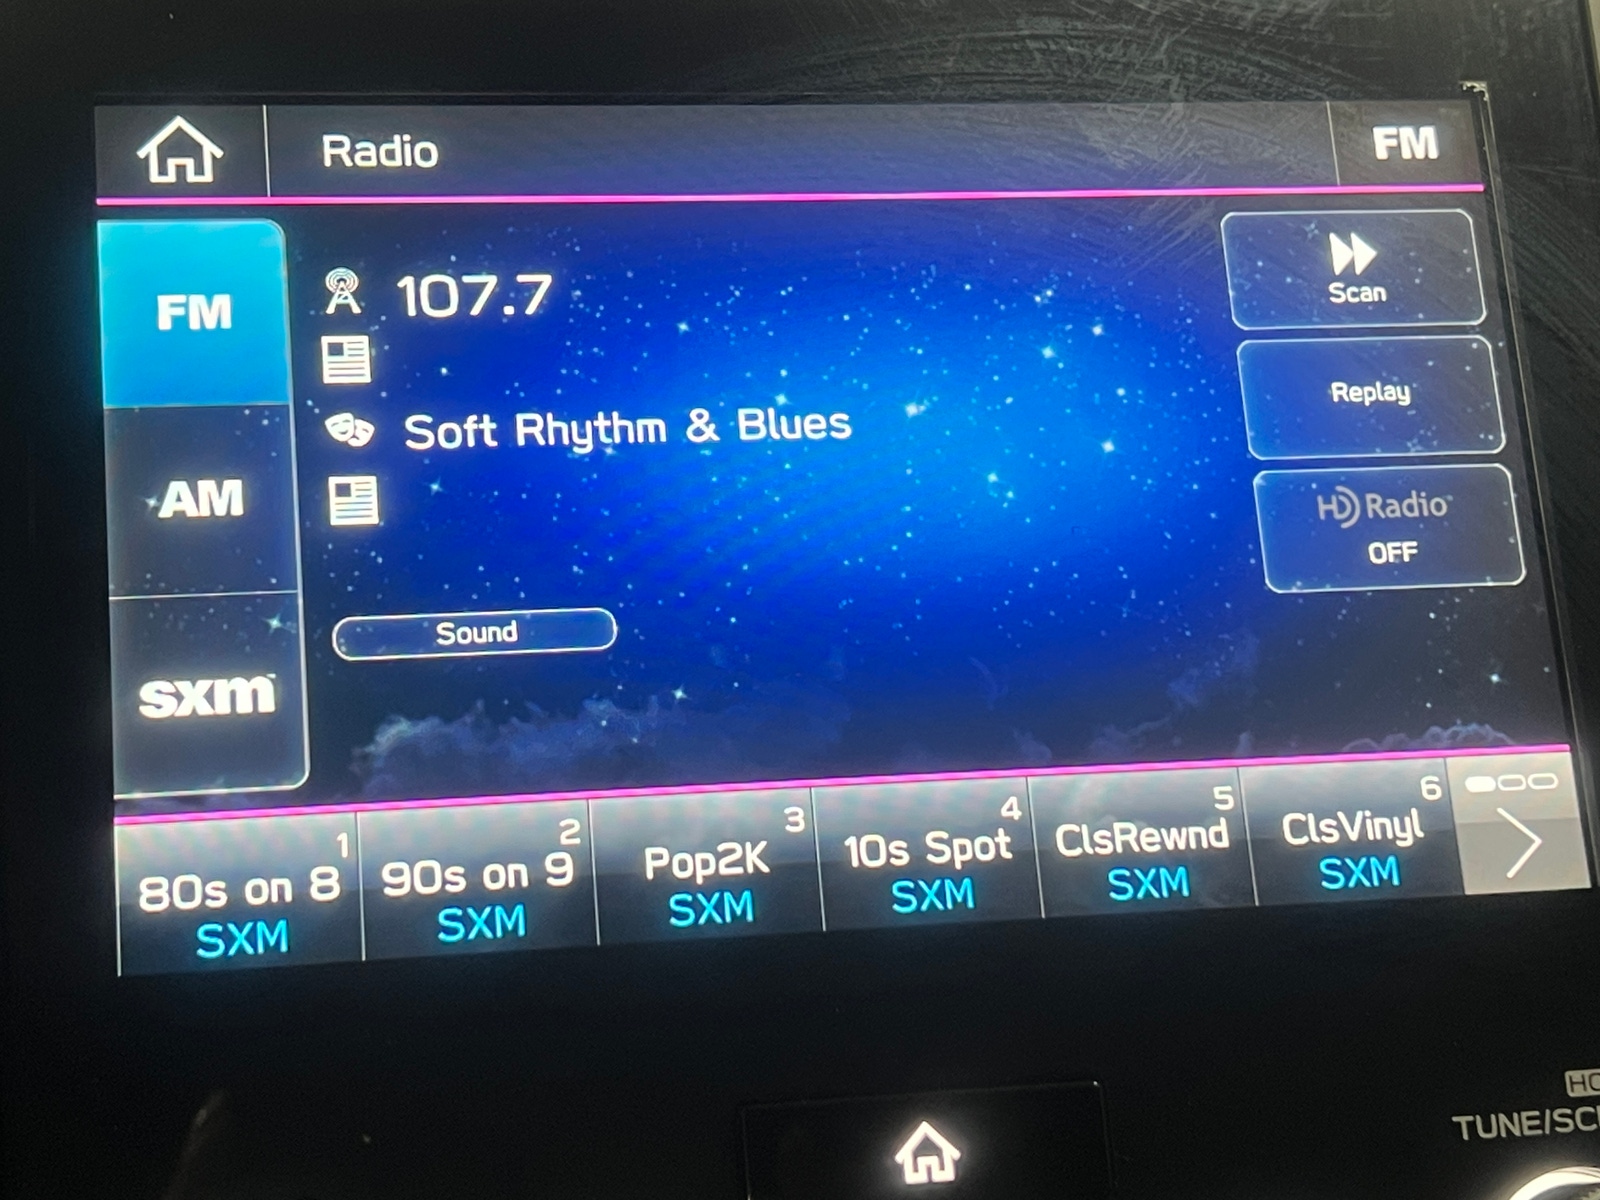 Radio
FM
FM
AM
sxm
107.7
Soft Rhythm & Blues
Sound
Scan
Replay
HD Radio
OFF
1
80s on 8
SXM
2
90s on 9
SXM
3
Pop2K
SXM
4
10s Spot
SXM
5
ClsRewnd
SXM
6
ClsVinyl
SXM
TUNE/